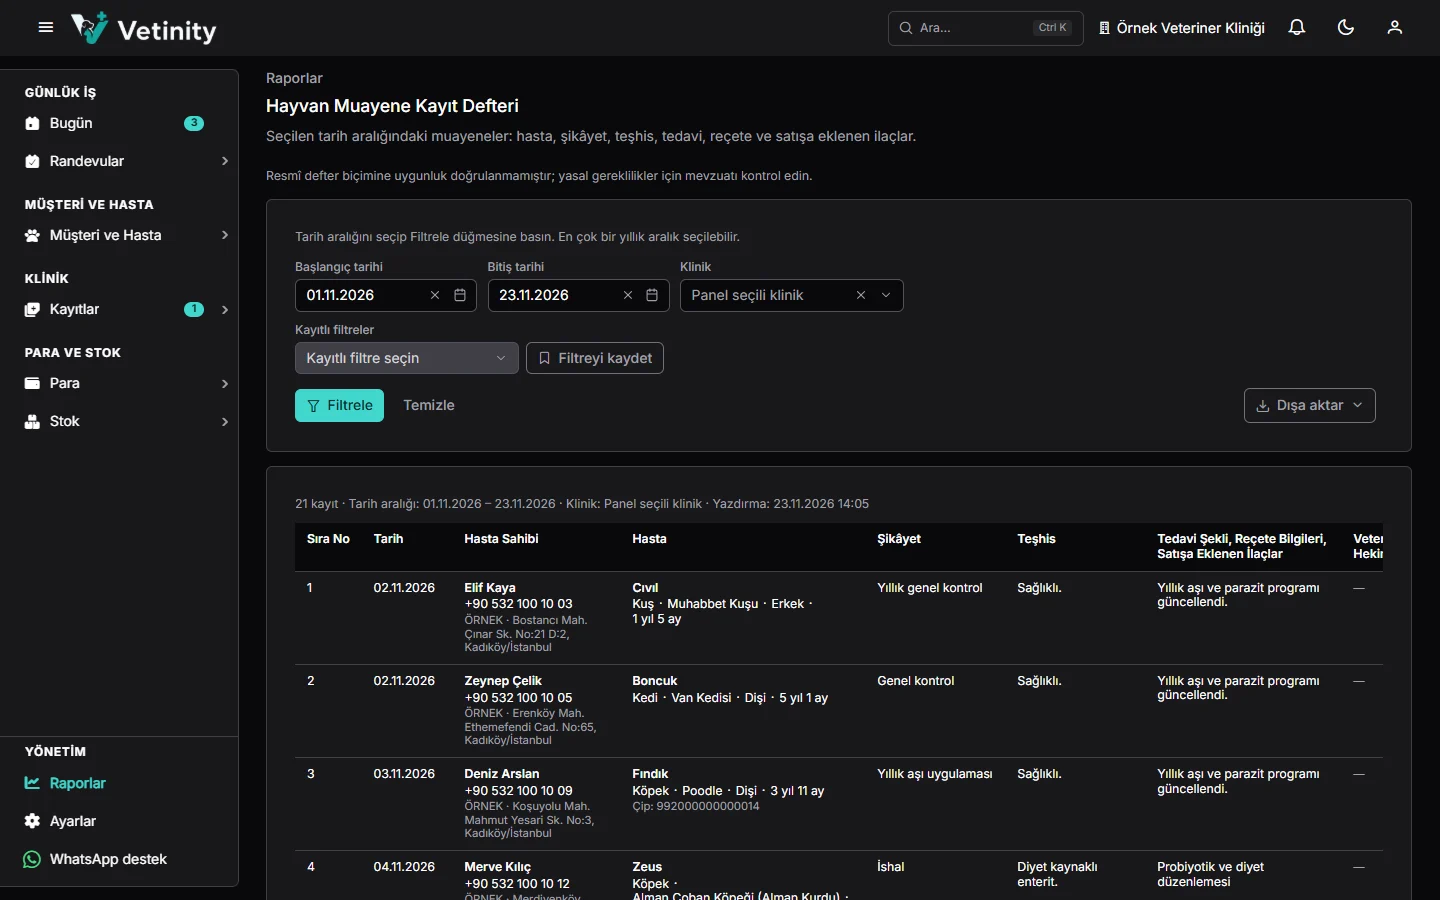 Vetinity
Ara...
Ctrl K
Örnek Veteriner Kliniği
GÜNLÜK İŞ
Bugün
3
Randevular
MÜŞTERİ VE HASTA
Müşteri ve Hasta
KLİNİK
Kayıtlar
1
PARA VE STOK
Para
Stok
YÖNETİM
Raporlar
Ayarlar
WhatsApp destek
Raporlar
Hayvan Muayene Kayıt Defteri
Seçilen tarih aralığındaki muayeneler: hasta, şikâyet, teşhis, tedavi, reçete ve satışa eklenen ilaçlar.
Resmî defter biçimine uygunluk doğrulanmamıştır; yasal gereklilikler için mevzuatı kontrol edin.
Tarih aralığını seçip Filtrele düğmesine basın. En çok bir yıllık aralık seçilebilir.
Başlangıç tarihi
Bitiş tarihi
Klinik
01.11.2026
23.11.2026
Panel seçili klinik
Kayıtlı filtreler
Kayıtlı filtre seçin
Filtreyi kaydet
Filtrele
Temizle
Dışa aktar
21 kayıt · Tarih aralığı: 01.11.2026 – 23.11.2026 · Klinik: Panel seçili klinik · Yazdırma: 23.11.2026 14:05
Sıra No
Tarih
Hasta Sahibi
Hasta
Şikâyet
Teşhis
Tedavi Şekli, Reçete Bilgileri,
Satışa Eklenen İlaçlar
Veter
Hekin
1
02.11.2026
Elif Kaya
+90 532 100 10 03
ÖRNEK · Bostancı Mah.
Çınar Sk. No:21 D:2,
Kadıköy/İstanbul
Cıvıl
Kuş · Muhabbet Kuşu · Erkek ·
1 yıl 5 ay
Yıllık genel kontrol
Sağlıklı.
Yıllık aşı ve parazit programı
güncellendi.
—
2
02.11.2026
Zeynep Çelik
+90 532 100 10 05
ÖRNEK · Erenköy Mah.
Ethemefendi Cad. No:65,
Kadıköy/İstanbul
Boncuk
Kedi · Van Kedisi · Dişi · 5 yıl 1 ay
Genel kontrol
Sağlıklı.
Yıllık aşı ve parazit programı
güncellendi.
—
3
03.11.2026
Deniz Arslan
+90 532 100 10 09
ÖRNEK · Koşuyolu Mah.
Mahmut Yesari Sk. No:3,
Kadıköy/İstanbul
Fındık
Köpek · Poodle · Dişi · 3 yıl 11 ay
Çip: 992000000000014
Yıllık aşı uygulaması
Sağlıklı.
Yıllık aşı ve parazit programı
güncellendi.
—
4
04.11.2026
Merve Kılıç
+90 532 100 10 12
ÖRNEK · Merdivenköy
Zeus
Köpek ·
Alman Çoban Köpeği (Alman Kurdu) ·
İshal
Diyet kaynaklı
enterit.
Probiyotik ve diyet
düzenlemesi
—